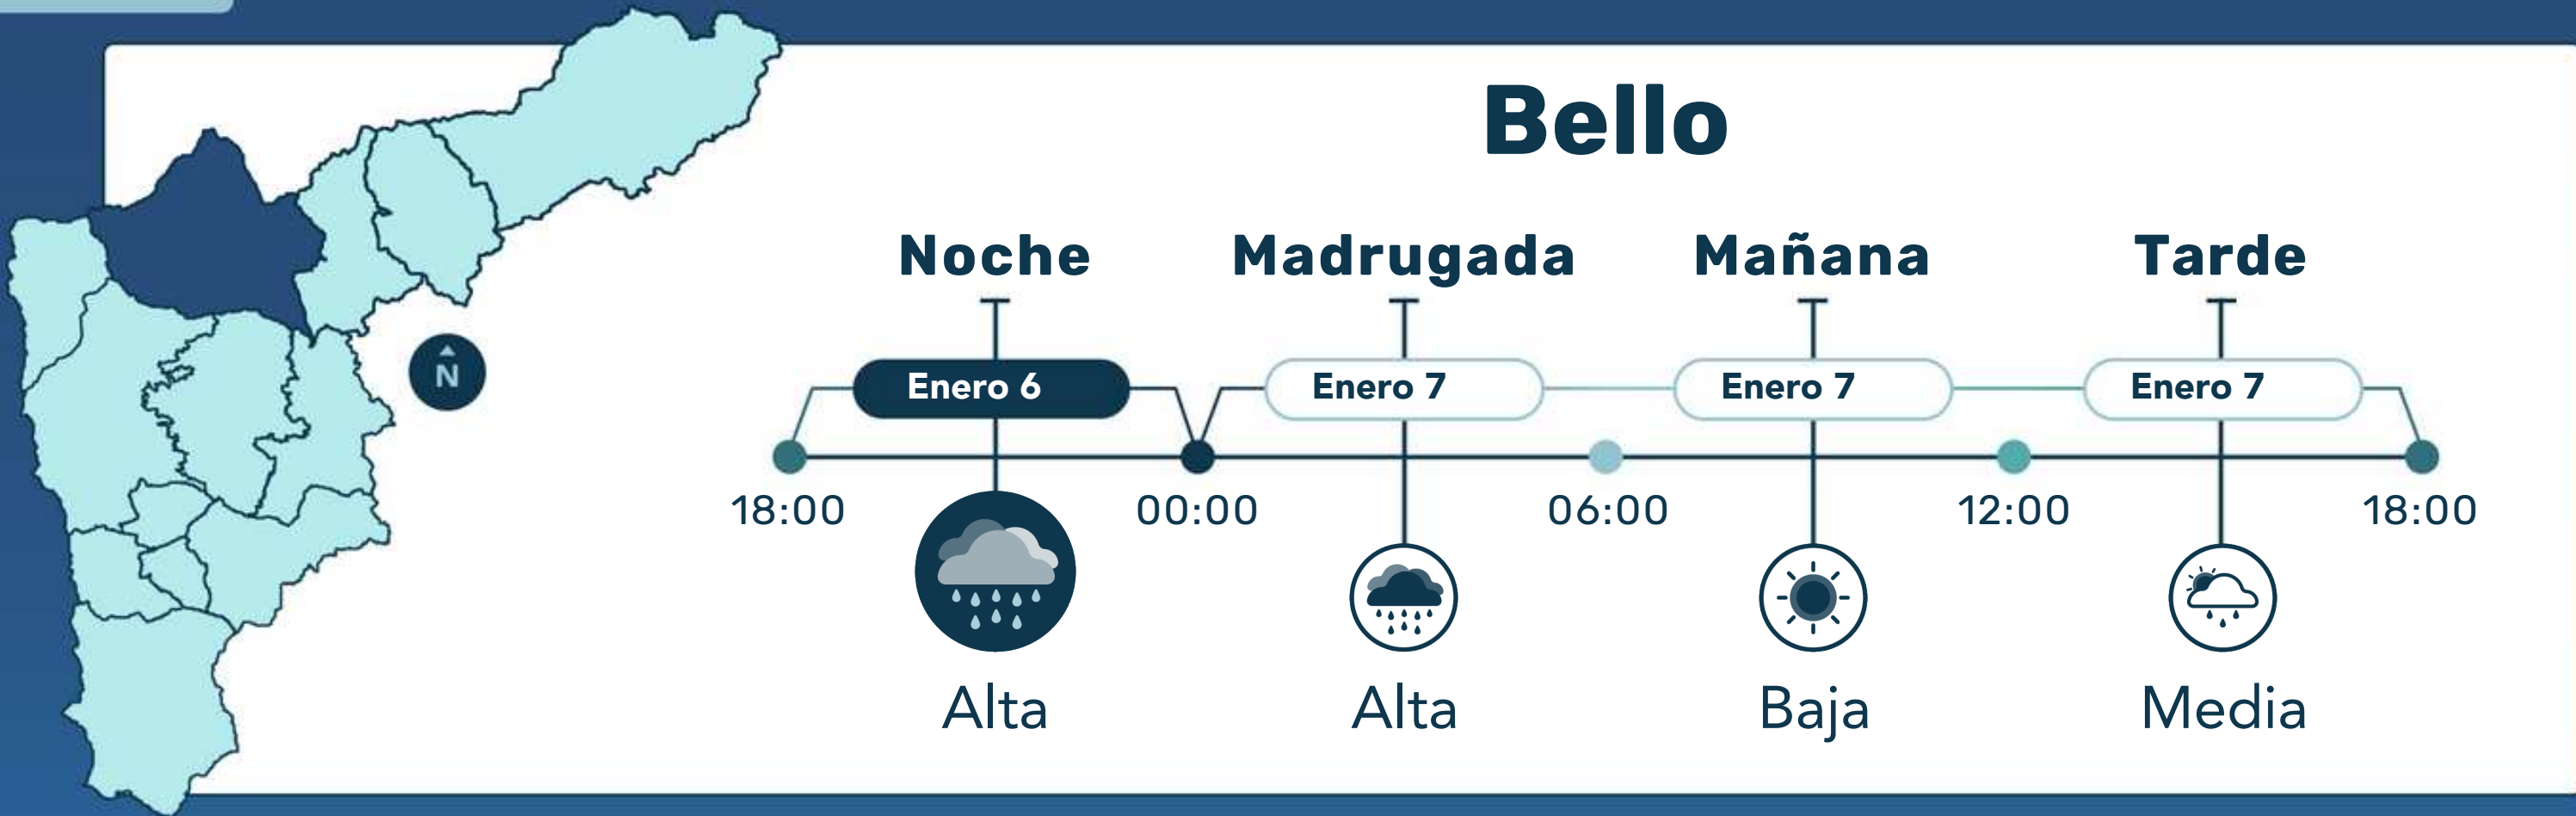 Bello
Noche Madrugada Mañana Tarde
Enero 6 Enero 7 Enero 7 Enero 7
N
18:00 00:00 06:00 12:00 18:00
Alta Alta Baja Media